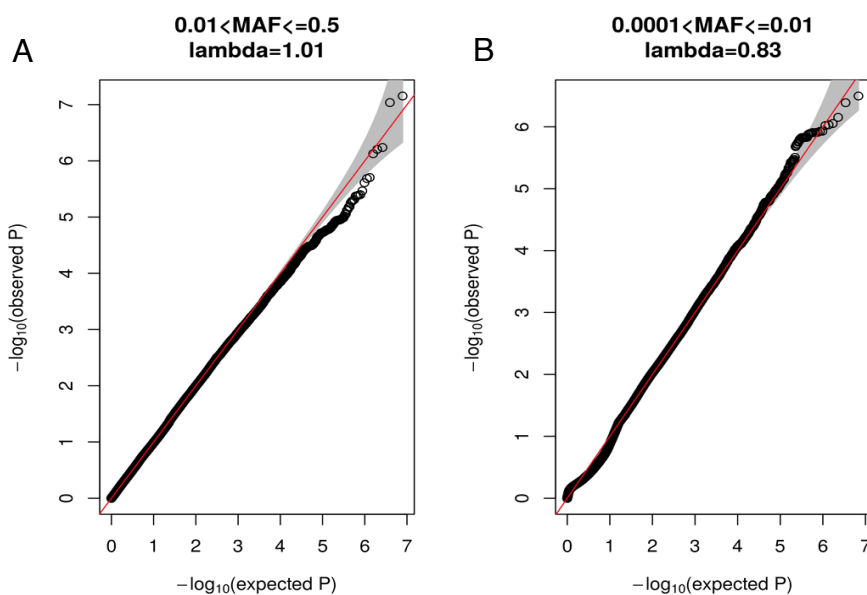 A
0.01<MAF<=0.5
lambda=1.01
−log10(observed P)
7
6
5
4
3
2
1
0
0 1 2 3 4 5 6 7
−log10(expected P)
B
0.0001<MAF<=0.01
lambda=0.83
−log10(observed P)
6
5
4
3
2
1
0
0 1 2 3 4 5 6 7
−log10(expected P)